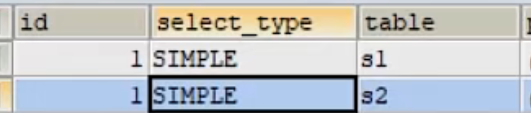 id select_type table
1 SIMPLE s1
1 SIMPLE s2